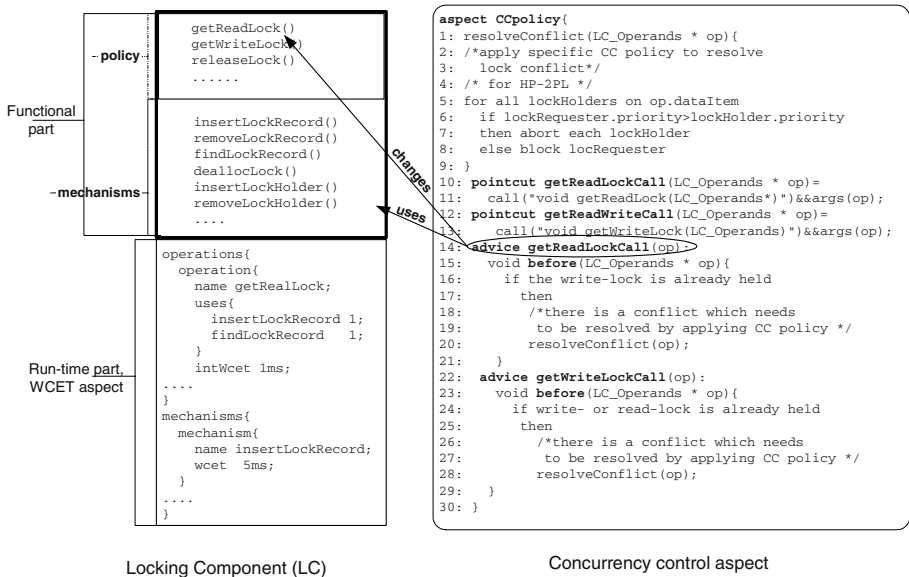 getReadLock()
getWriteLock()
releaseLock()
......
policy
Functional
part
insertLockRecord()
removeLockRecord()
findLockRecord()
deallocLock()
insertLockHolder()
removeLockHolder()
....
mechanisms
changes
uses
operations{
operation{
name getRealLock;
uses{
insertLockRecord 1;
findLockRecord 1;
}
intWcet 1ms;
....
}
mechanisms{
mechanism{
name insertLockRecord;
wcet 5ms;
}
....
}
Run-time part,
WCET aspect
Locking Component (LC)
aspect CCpolicy{
1: resolveConflict(LC_Operands * op){
2: /*apply specific CC policy to resolve
3: lock conflict*/
4: /* for HP-2PL */
5: for all lockHolders on op.dataItem
6: if lockRequester.priority>lockHolder.priority
7: then abort each lockHolder
8: else block locRequester
9: }
10: pointcut getReadLockCall(LC_Operands * op)=
11: call("void getReadLock(LC_Operands*)")&&args(op);
12: pointcut getReadWriteCall(LC_Operands * op)=
13: call("void getWriteLock(LC_Operands)")&&args(op);
14: advice getReadLockCall(op):
15: void before(LC_Operands * op){
16: if the write-lock is already held
17: then
18: /*there is a conflict which needs
19: to be resolved by applying CC policy */
20: resolveConflict(op);
21: }
22: advice getWriteLockCall(op):
23: void before(LC_Operands * op){
24: if write- or read-lock is already held
25: then
26: /*there is a conflict which needs
27: to be resolved by applying CC policy */
28: resolveConflict(op);
29: }
30: }
Concurrency control aspect